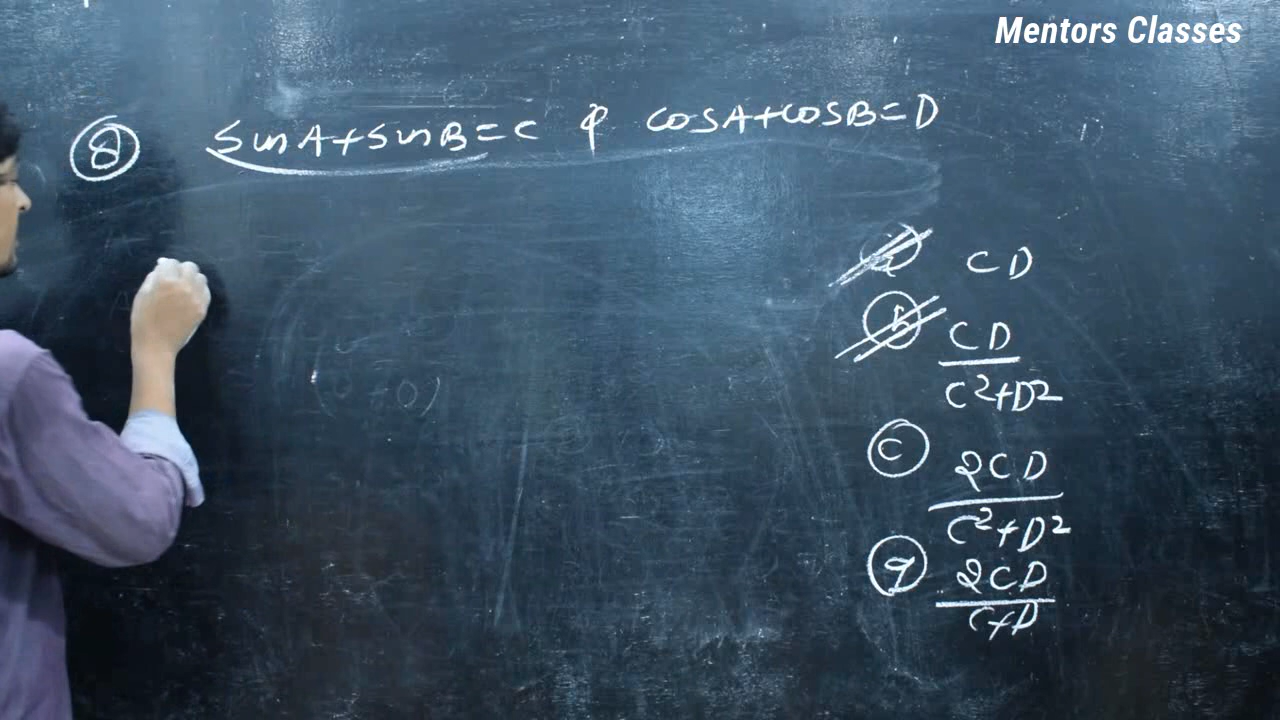 Mentors Classes
8 SinA+SinB=C & COSA+COSB=D
a CD
b CD
C²+D²
C 2CD
C²+D²
d 2CD
C+D